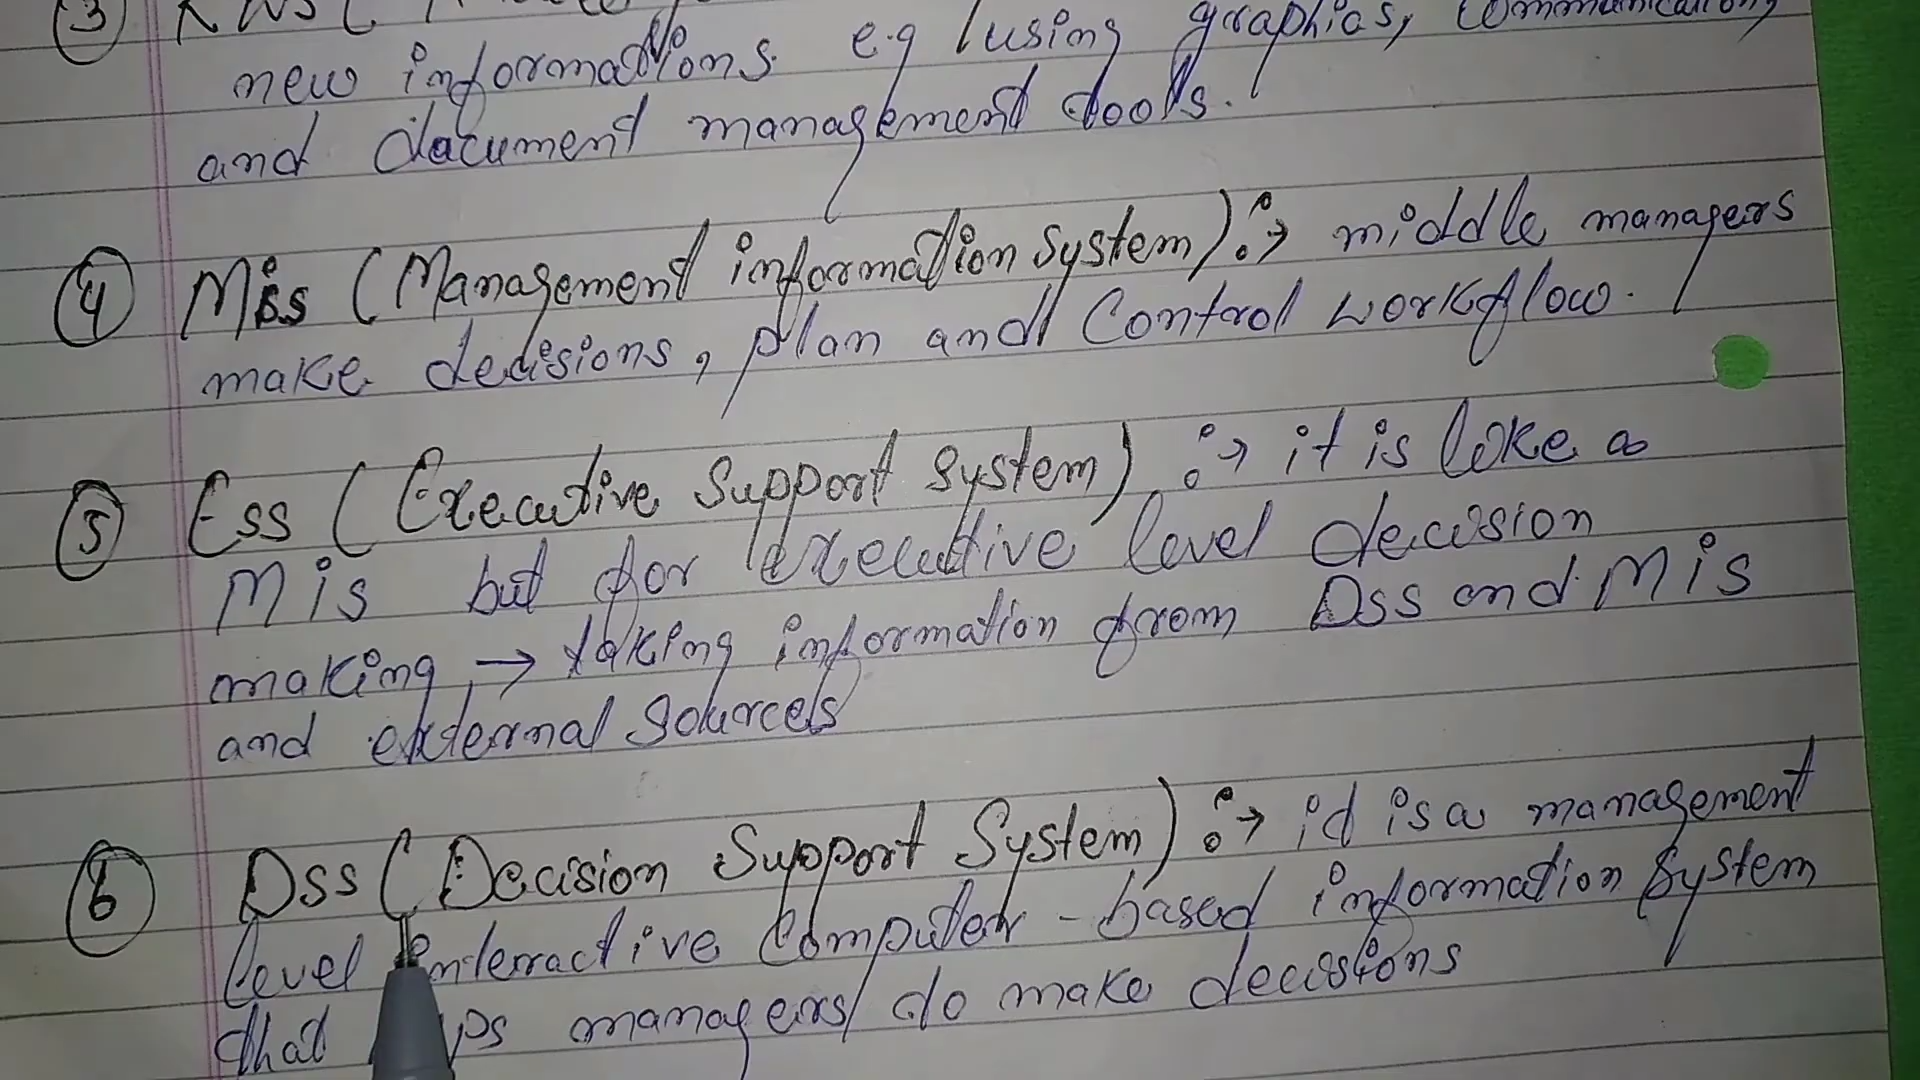 ③
new informations. e.g using graphics, communication,
and document management tools.
④ MIS (Management information System) :→ middle managers
make decisions, plan and control workflow.
⑤ ESS (Executive Support System) :→ it is like a
MIS but for executive level decision
making, → taking information from DSS and MIS
and external sources
⑥ DSS (Decision Support System) :→ it is a management
level interactive computer-based information system
that managers to make decisions